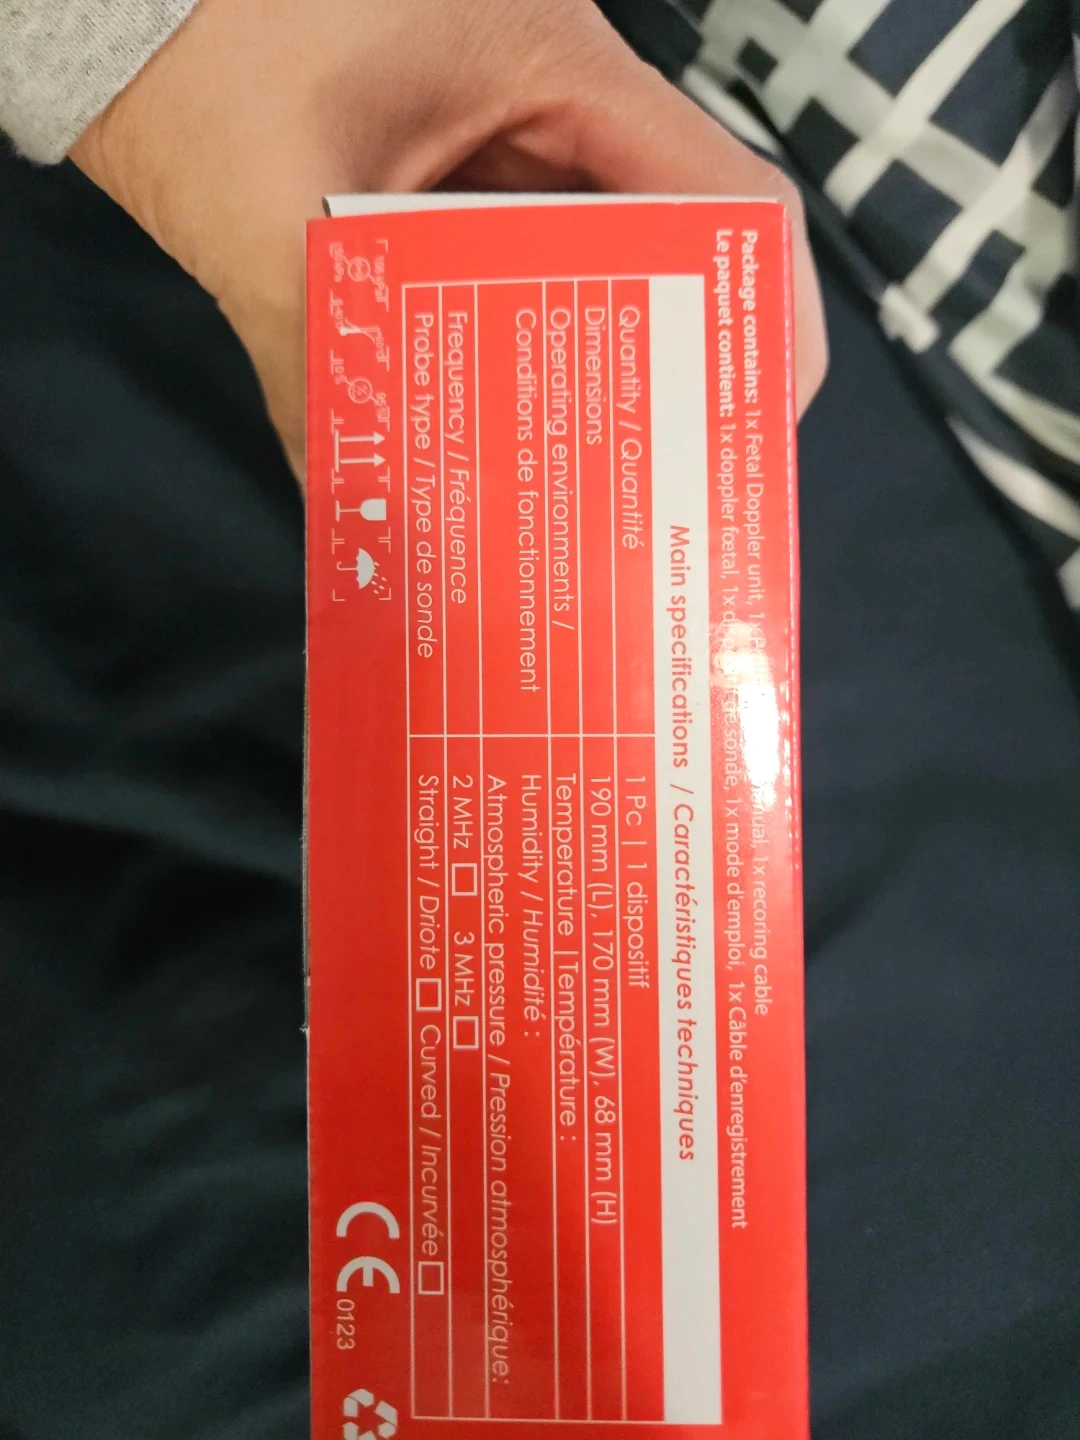 Package contains: 1x Fetal Doppler unit, 1x recoring cable
Le paquet contient: 1x doppler fœtal, 1x de sonde, 1x mode d'emploi, 1x Câble d'enregistrement
Main specifications / Caractéristiques techniques
Quantity / Quantité 1 Pc | 1 dispositif
Dimensions 190 mm (L), 170 mm (W), 68 mm (H)
Operating environments / Temperature | Température :
Conditions de fonctionnement Humidity / Humidité :
Atmospheric pressure / Pression atmosphérique:
Frequency / Fréquence 2 MHz 3 MHz
Probe type / Type de sonde Straight / Driote Curved / Incurvée
CE 0123